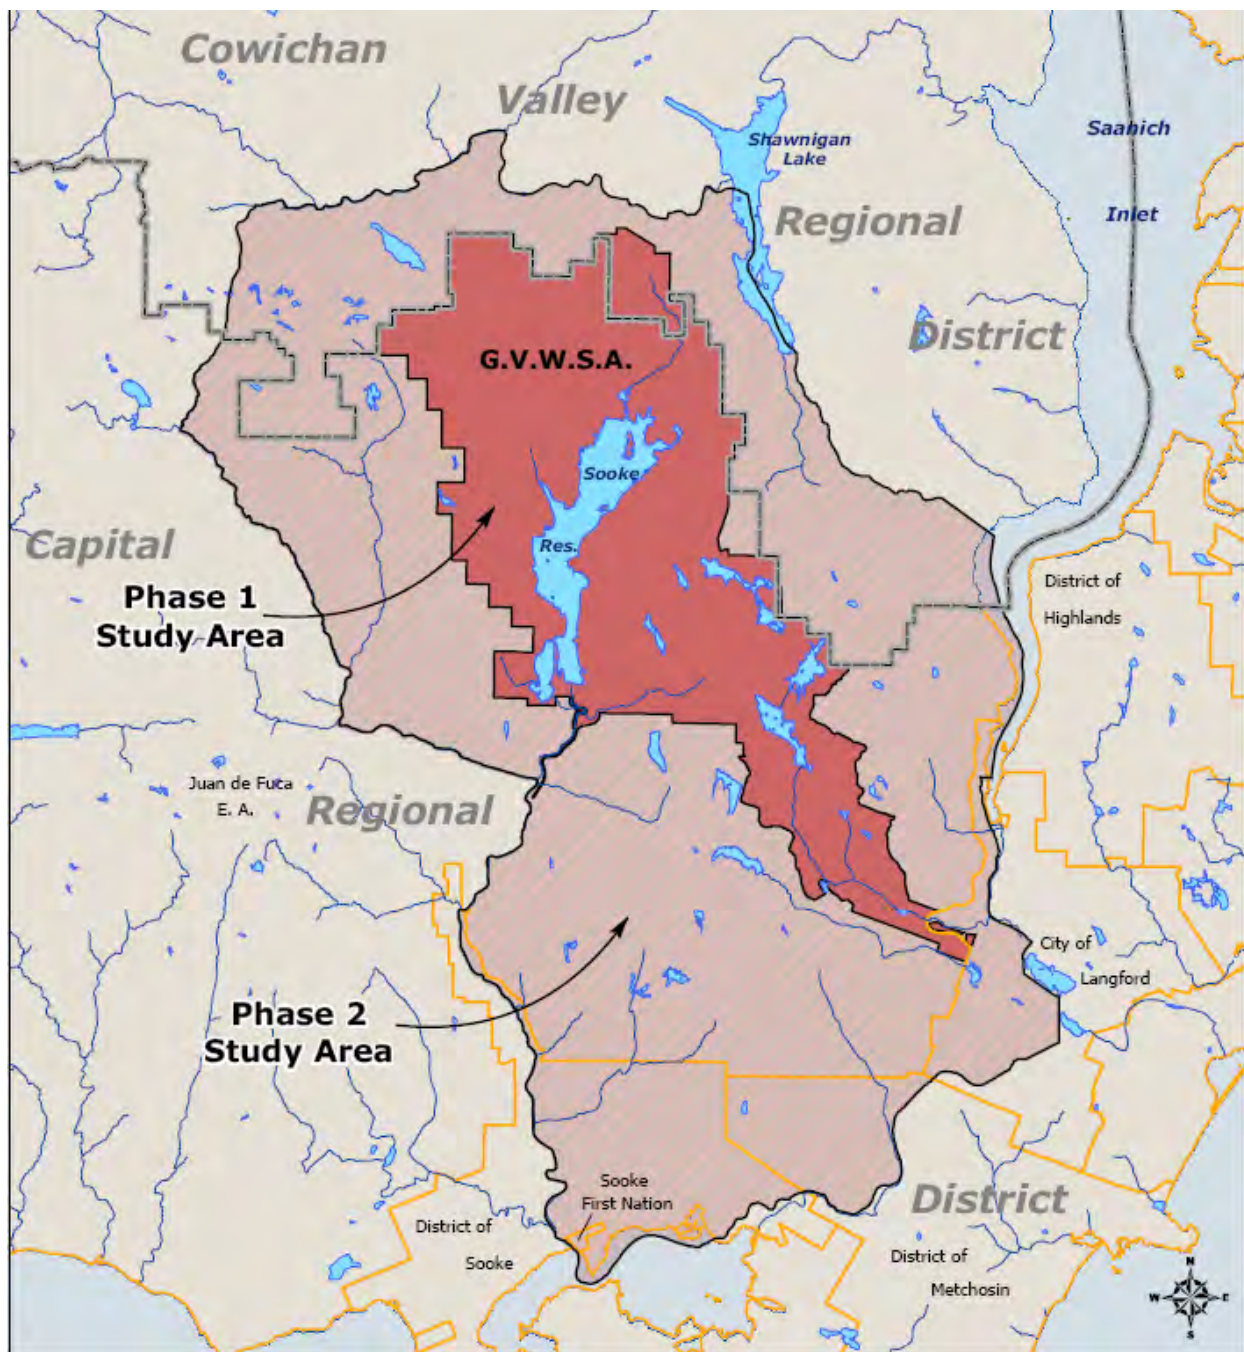 Cowichan
Valley
Shawnigan
Lake
Saanich
Inlet
Regional
District
G.V.W.S.A.
Sooke
Res.
Capital
Phase 1
Study Area
District of
Highlands
Juan de Fuca
E. A.
Regional
City of
Langford
Phase 2
Study Area
Sooke
First Nation
District
District of
Sooke
District of
Metchosin
N
W
E
S